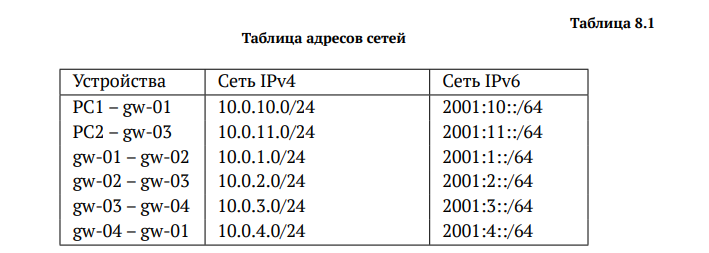 Таблица 8.1
Таблица адресов сетей
Устройства Сеть IPv4 Сеть IPv6
PC1 – gw-01 10.0.10.0/24 2001:10::/64
PC2 – gw-03 10.0.11.0/24 2001:11::/64
gw-01 – gw-02 10.0.1.0/24 2001:1::/64
gw-02 – gw-03 10.0.2.0/24 2001:2::/64
gw-03 – gw-04 10.0.3.0/24 2001:3::/64
gw-04 – gw-01 10.0.4.0/24 2001:4::/64